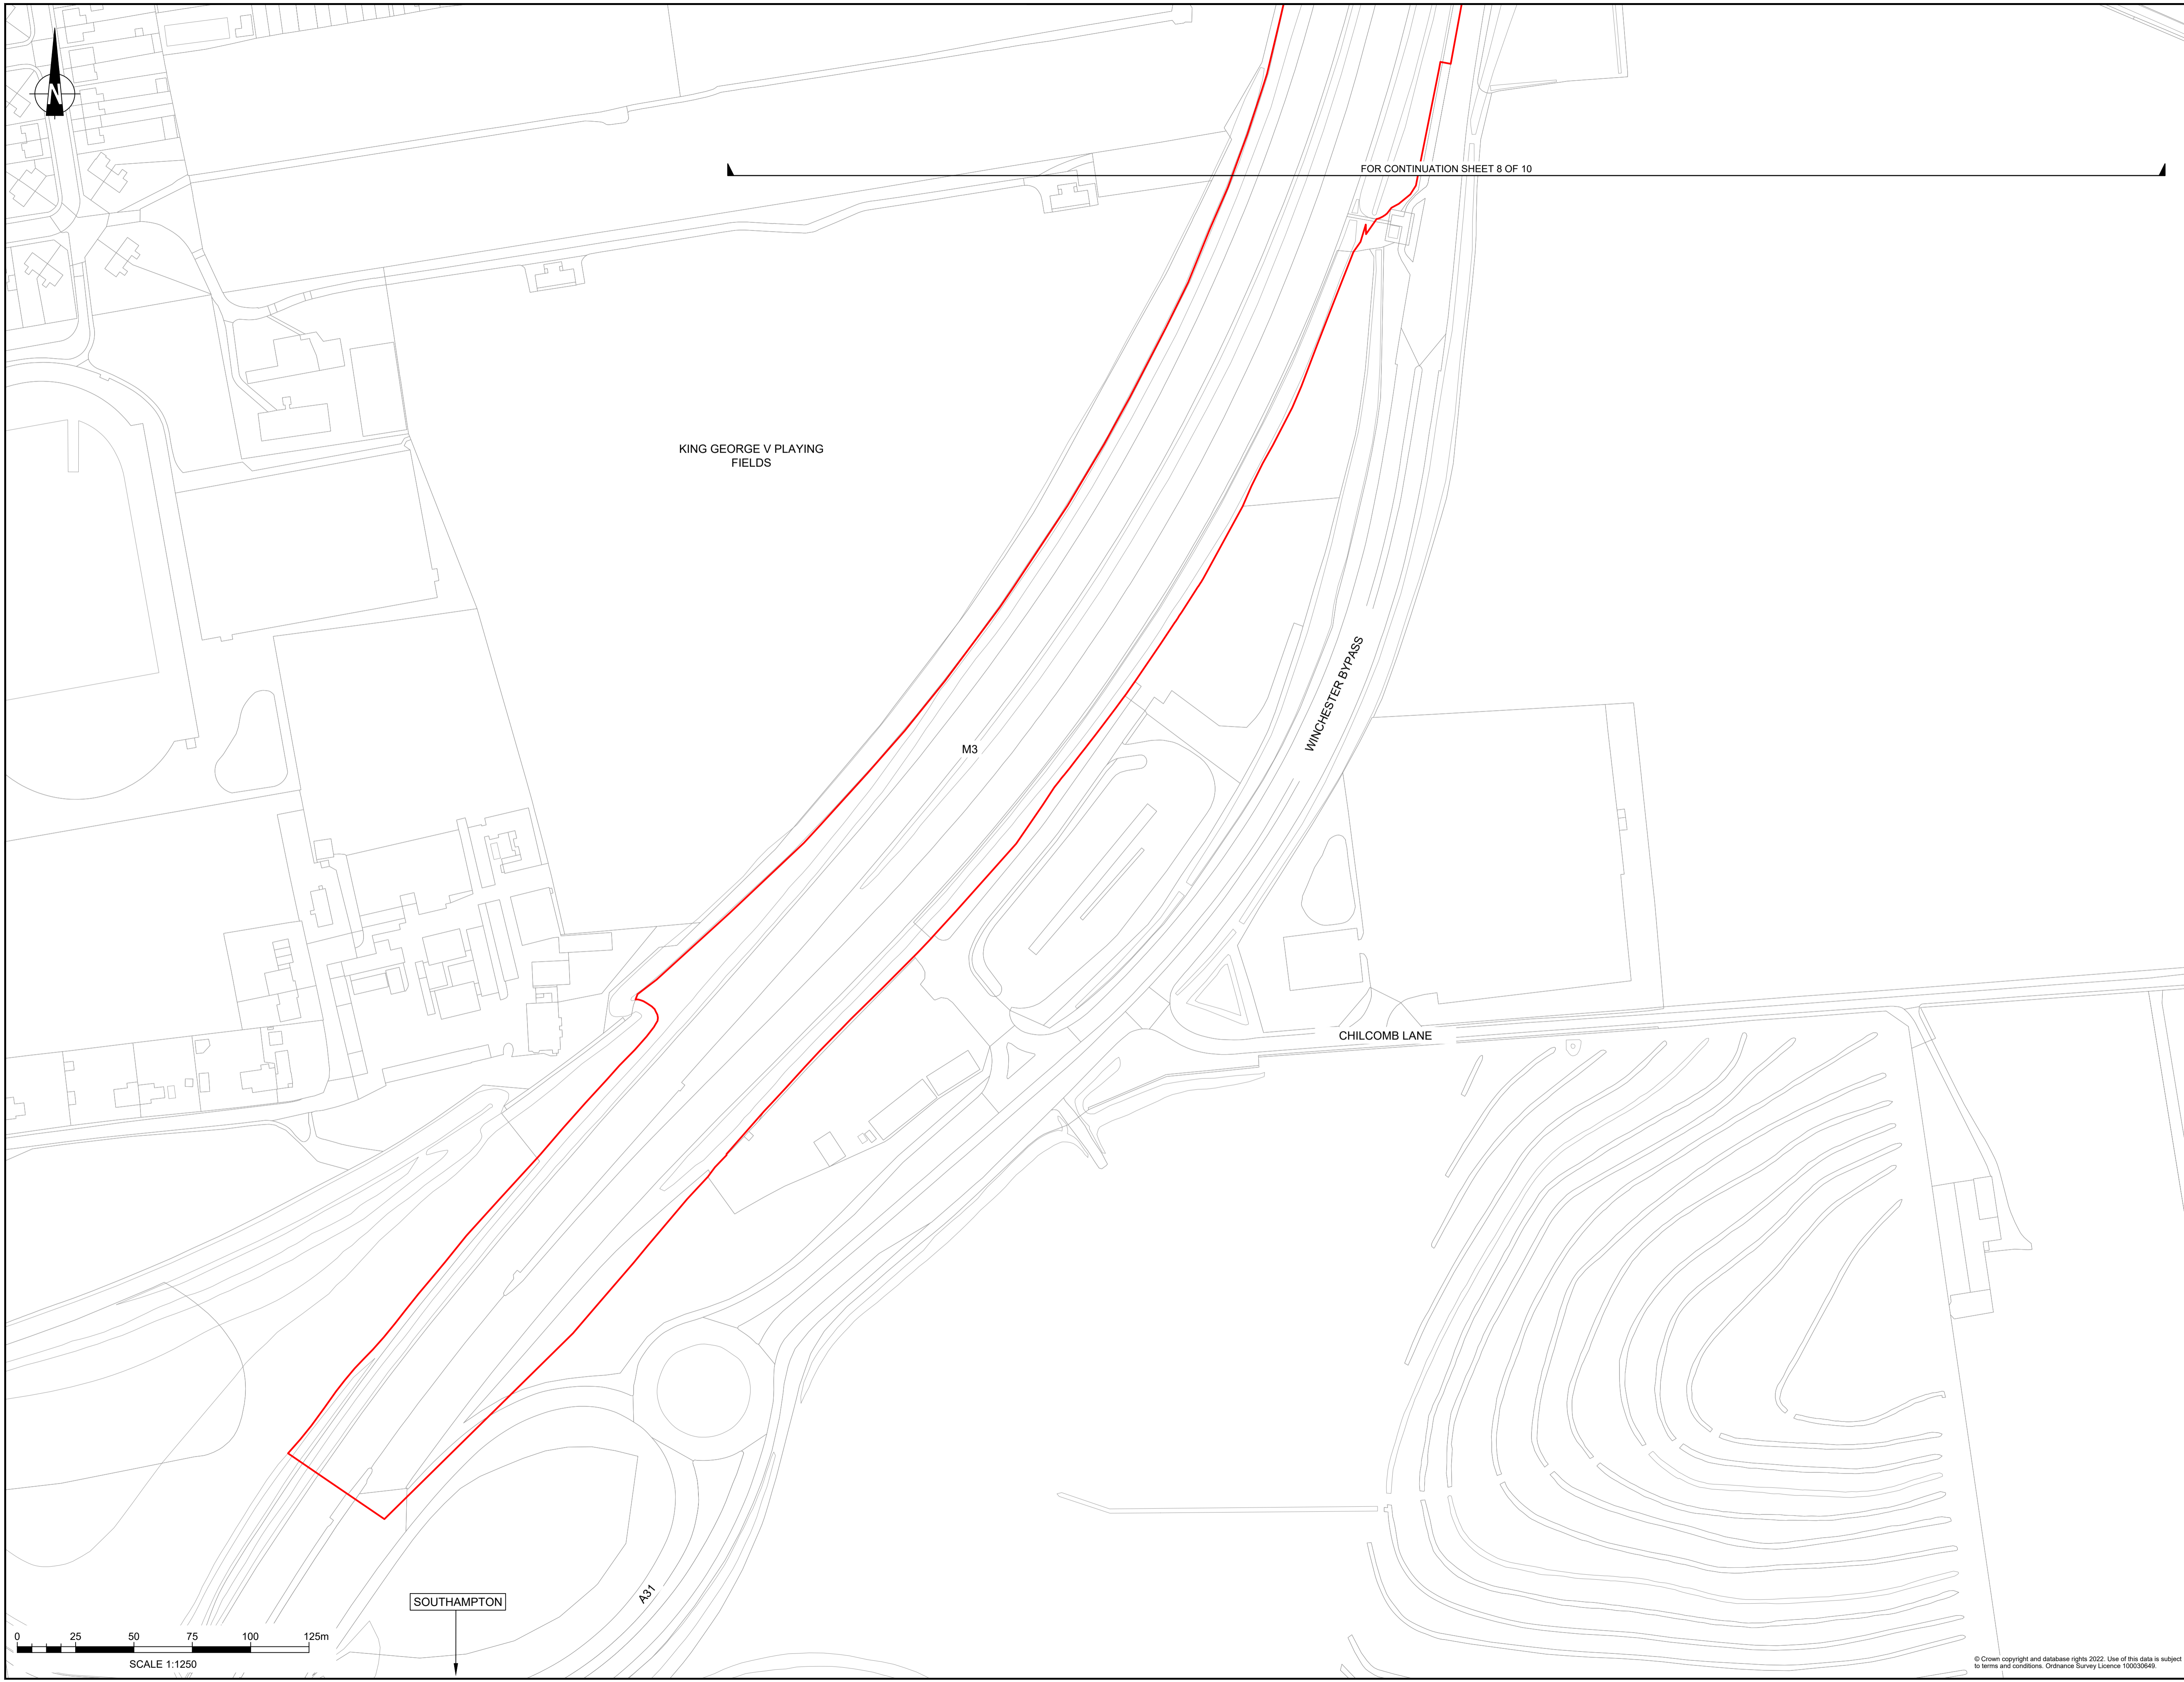 N
FOR CONTINUATION SHEET 8 OF 10
KING GEORGE V PLAYING
FIELDS
WINCHESTER BYPASS
M3
CHILCOMB LANE
A31
SOUTHAMPTON
0 25 50 75 100 125m
SCALE 1:1250
© Crown copyright and database rights 2022. Use of this data is subject
to terms and conditions. Ordnance Survey Licence 100030649.